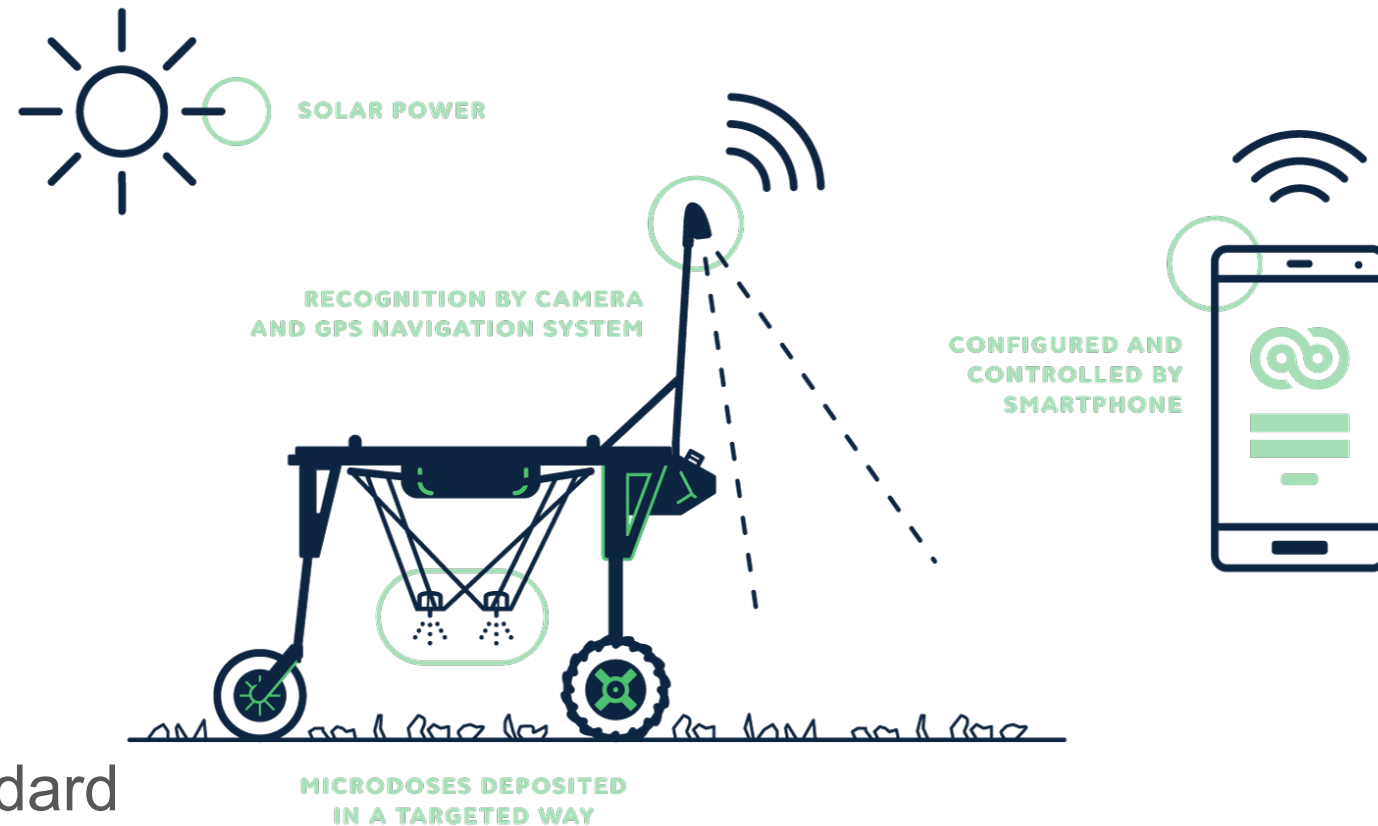 SOLAR POWER
RECOGNITION BY CAMERA
AND GPS NAVIGATION SYSTEM
CONFIGURED AND
CONTROLLED BY
SMARTPHONE
dard
MICRODOSES DEPOSITED
IN A TARGETED WAY